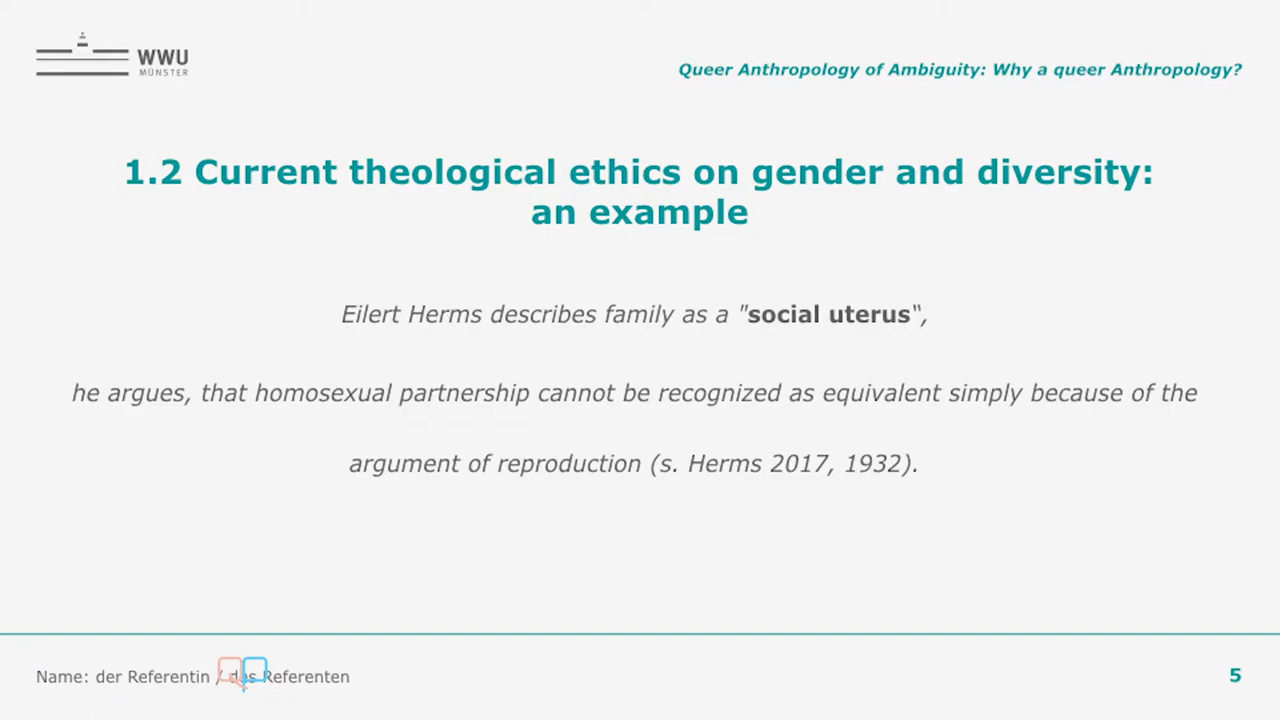 WWU
MÜNSTER
Queer Anthropology of Ambiguity: Why a queer Anthropology?
1.2 Current theological ethics on gender and diversity:
an example
Eilert Herms describes family as a "social uterus“,
he argues, that homosexual partnership cannot be recognized as equivalent simply because of the
argument of reproduction (s. Herms 2017, 1932).
Name: der Referentin / des Referenten
5